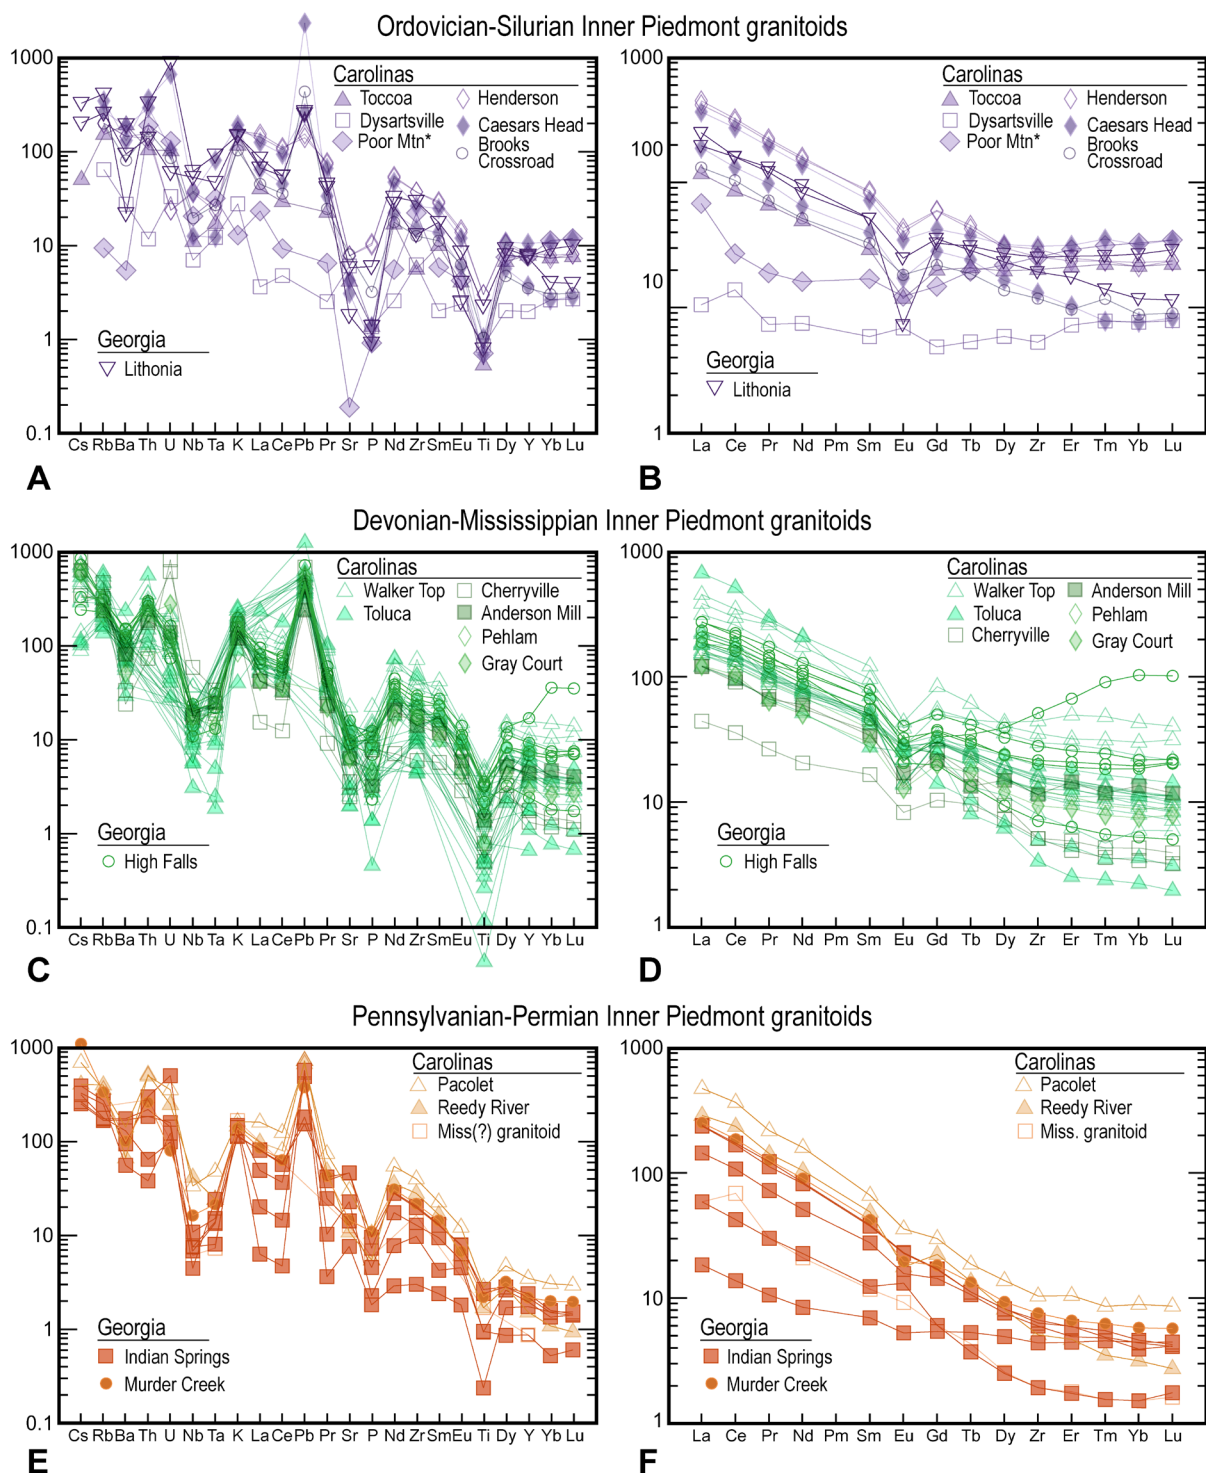 Ordovician-Silurian Inner Piedmont granitoids
1000
100
10
1
0.1
Carolinas
Toccoa
Dysartsville
Poor Mtn*
Henderson
Caesars Head
Brooks
Crossroad
Georgia
Lithonia
Cs Rb Ba Th U Nb Ta K La Ce Pb Pr Sr P Nd Zr Sm Eu Ti Dy Y Yb Lu
A
1000
100
10
1
Carolinas
Toccoa
Dysartsville
Poor Mtn*
Henderson
Caesars Head
Brooks
Crossroad
Georgia
Lithonia
La Ce Pr Nd Pm Sm Eu Gd Tb Dy Zr Er Tm Yb Lu
B
Devonian-Mississippian Inner Piedmont granitoids
1000
100
10
1
0.1
Carolinas
Walker Top
Toluca
Cherryville
Anderson Mill
Pehlam
Gray Court
Georgia
High Falls
Cs Rb Ba Th U Nb Ta K La Ce Pb Pr Sr P Nd Zr Sm Eu Ti Dy Y Yb Lu
C
1000
100
10
1
Carolinas
Walker Top
Toluca
Cherryville
Anderson Mill
Pehlam
Gray Court
Georgia
High Falls
La Ce Pr Nd Pm Sm Eu Gd Tb Dy Zr Er Tm Yb Lu
D
Pennsylvanian-Permian Inner Piedmont granitoids
1000
100
10
1
0.1
Carolinas
Pacolet
Reedy River
Miss(?) granitoid
Georgia
Indian Springs
Murder Creek
Cs Rb Ba Th U Nb Ta K La Ce Pb Pr Sr P Nd Zr Sm Eu Ti Dy Y Yb Lu
E
1000
100
10
1
Carolinas
Pacolet
Reedy River
Miss. granitoid
Georgia
Indian Springs
Murder Creek
La Ce Pr Nd Pm Sm Eu Gd Tb Dy Zr Er Tm Yb Lu
F